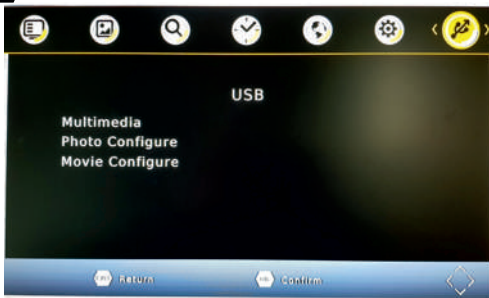 USB
Multimedia
Photo Configure
Movie Configure
Return
Confirm